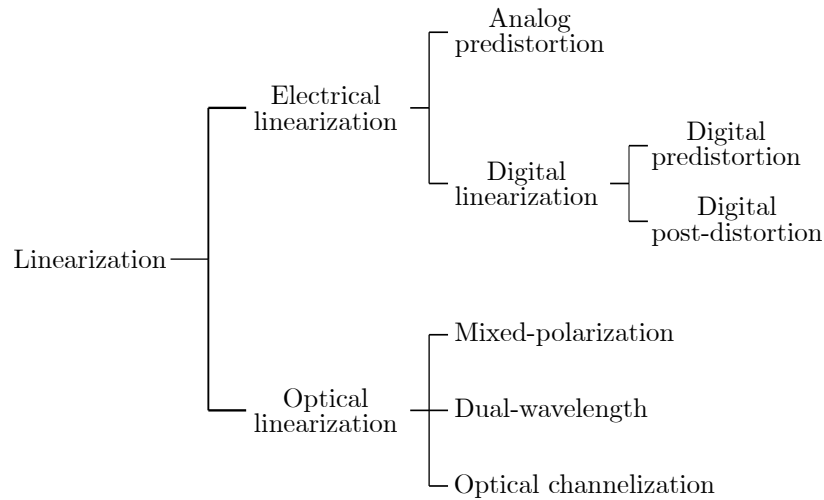 Analog
predistortion
Electrical
linearization
Digital
predistortion
Digital
linearization
Digital
post-distortion
Linearization
Mixed-polarization
Optical
linearization
Dual-wavelength
Optical channelization